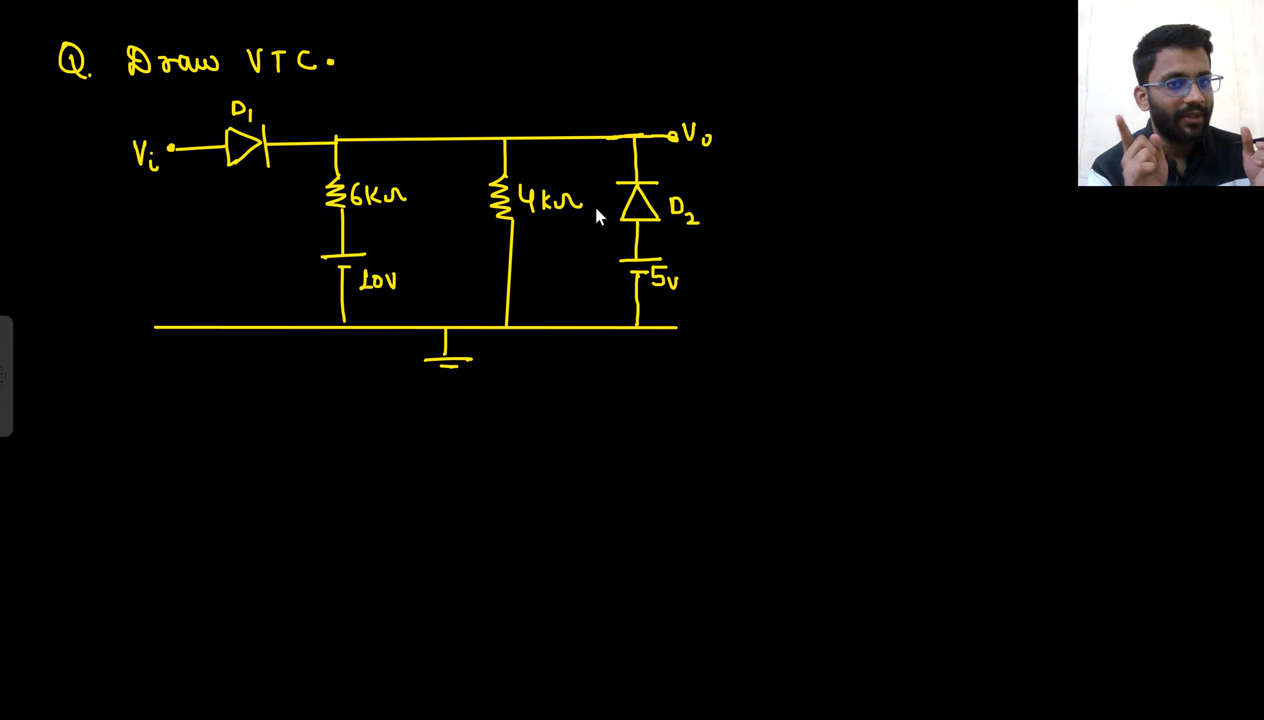 Q. Draw VTC.
D1
Vi
Vo
6KΩ
4KΩ
D2
10V
5V